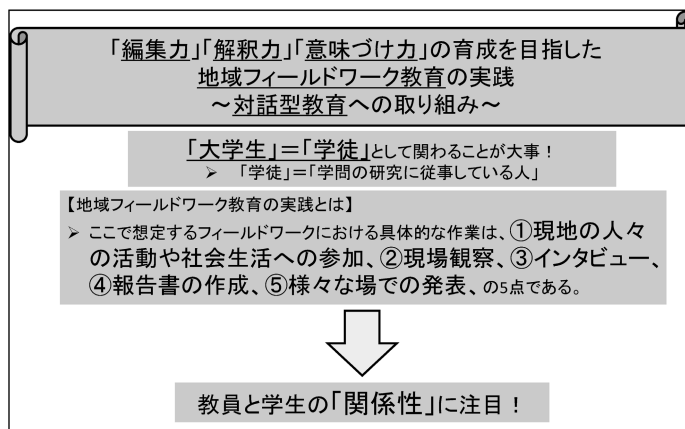 「編集力」「解釈力」「意味づけ力」の育成を目指した
地域フィールドワーク教育の実践
～対話型教育への取り組み～
「大学生」＝「学徒」として関わることが大事！
➢ 「学徒」＝「学問の研究に従事している人」
【地域フィールドワーク教育の実践とは】
➢ ここで想定するフィールドワークにおける具体的な作業は、①現地の人々
の活動や社会生活への参加、②現場観察、③インタビュー、
④報告書の作成、⑤様々な場での発表、の5点である。
教員と学生の「関係性」に注目！